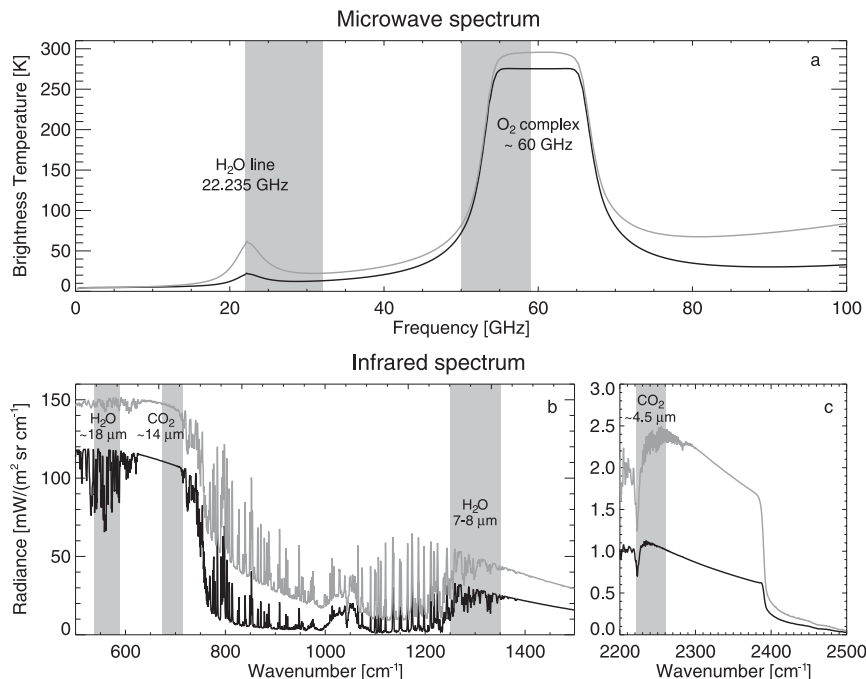 Microwave spectrum
Brightness Temperature [K]
300
250
200
150
100
50
0
a
H₂O line
22.235 GHz
O₂ complex
~ 60 GHz
0 20 40 60 80 100
Frequency [GHz]
Infrared spectrum
Radiance [mW/(m² sr cm⁻¹)]
150
100
50
0
b
H₂O
~18 µm
CO₂
~14 µm
H₂O
7-8 µm
600 800 1000 1200 1400
Wavenumber [cm⁻¹]
3.0
2.5
2.0
1.5
1.0
0.5
0.0
c
CO₂
~4.5 µm
2200 2300 2400 2500
Wavenumber [cm⁻¹]